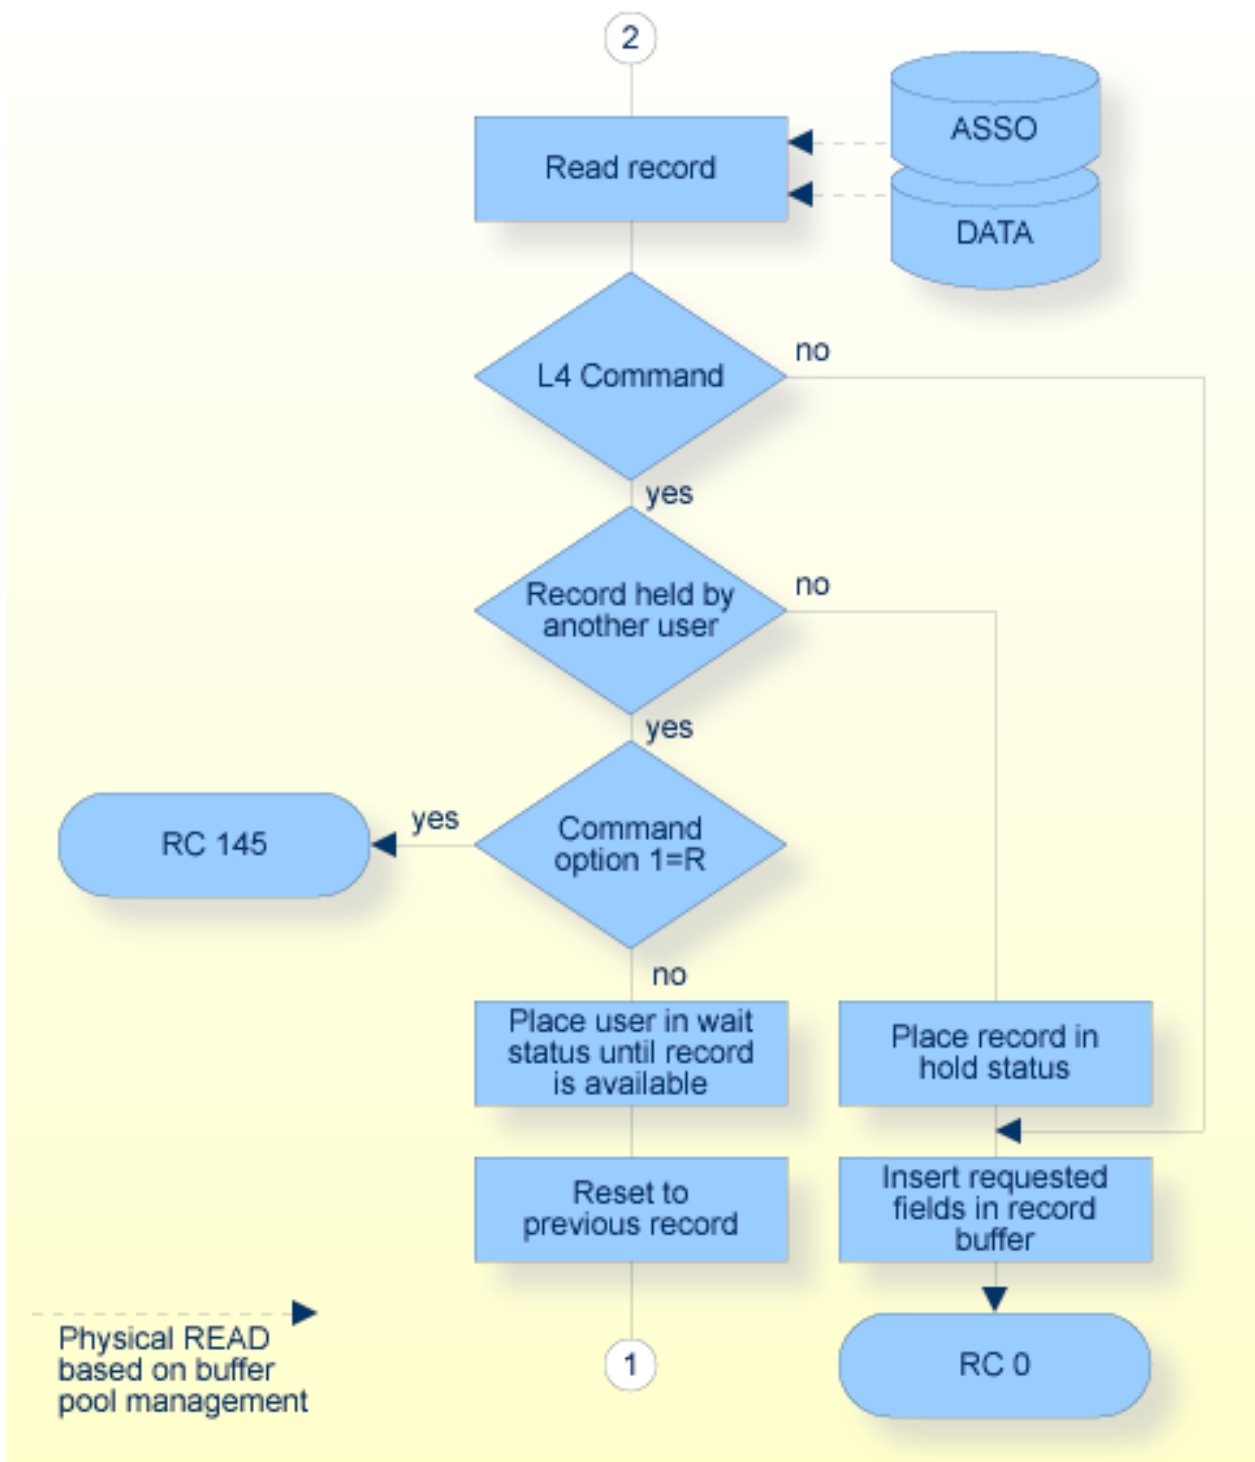 2
ASSO
Read record
DATA
no
L4 Command
yes
no
Record held by
another user
yes
yes
Command
option 1=R
RC 145
no
Place user in wait
status until record
is available
Place record in
hold status
Reset to
previous record
Insert requested
fields in record
buffer
Physical READ
based on buffer
pool management
1
RC 0